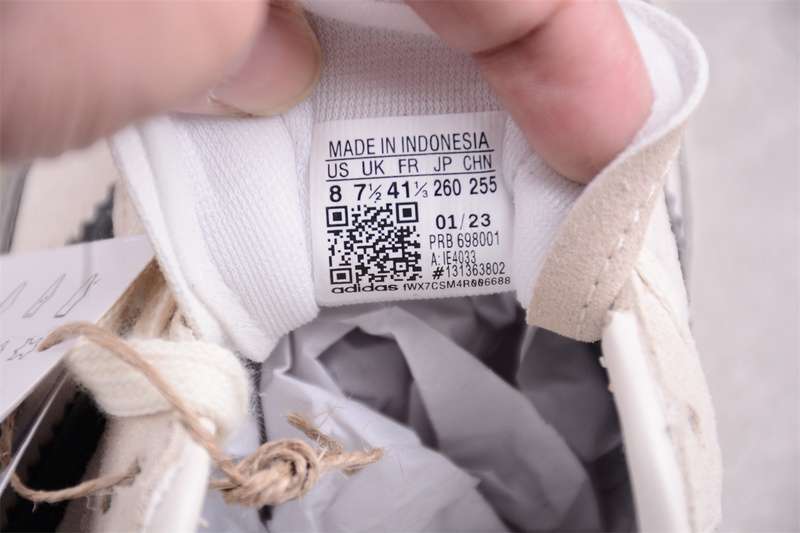 MADE IN INDONESIA
US UK FR JP CHN
8 7½ 41⅓ 260 255
01/23
PRB 698001
A: IE4033
#131363802
adidas fWX7CSM4R006688